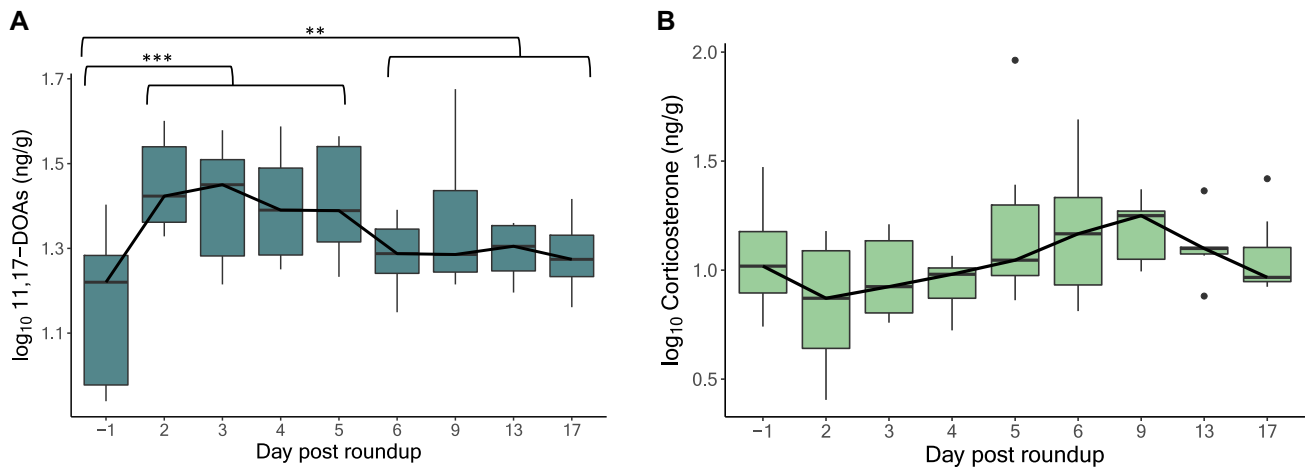 A
**
***
1.7
1.5
1.3
1.1
log₁₀ 11,17−DOAs (ng/g)
−1 2 3 4 5 6 9 13 17
Day post roundup
B
2.0
1.5
1.0
0.5
log₁₀ Corticosterone (ng/g)
−1 2 3 4 5 6 9 13 17
Day post roundup